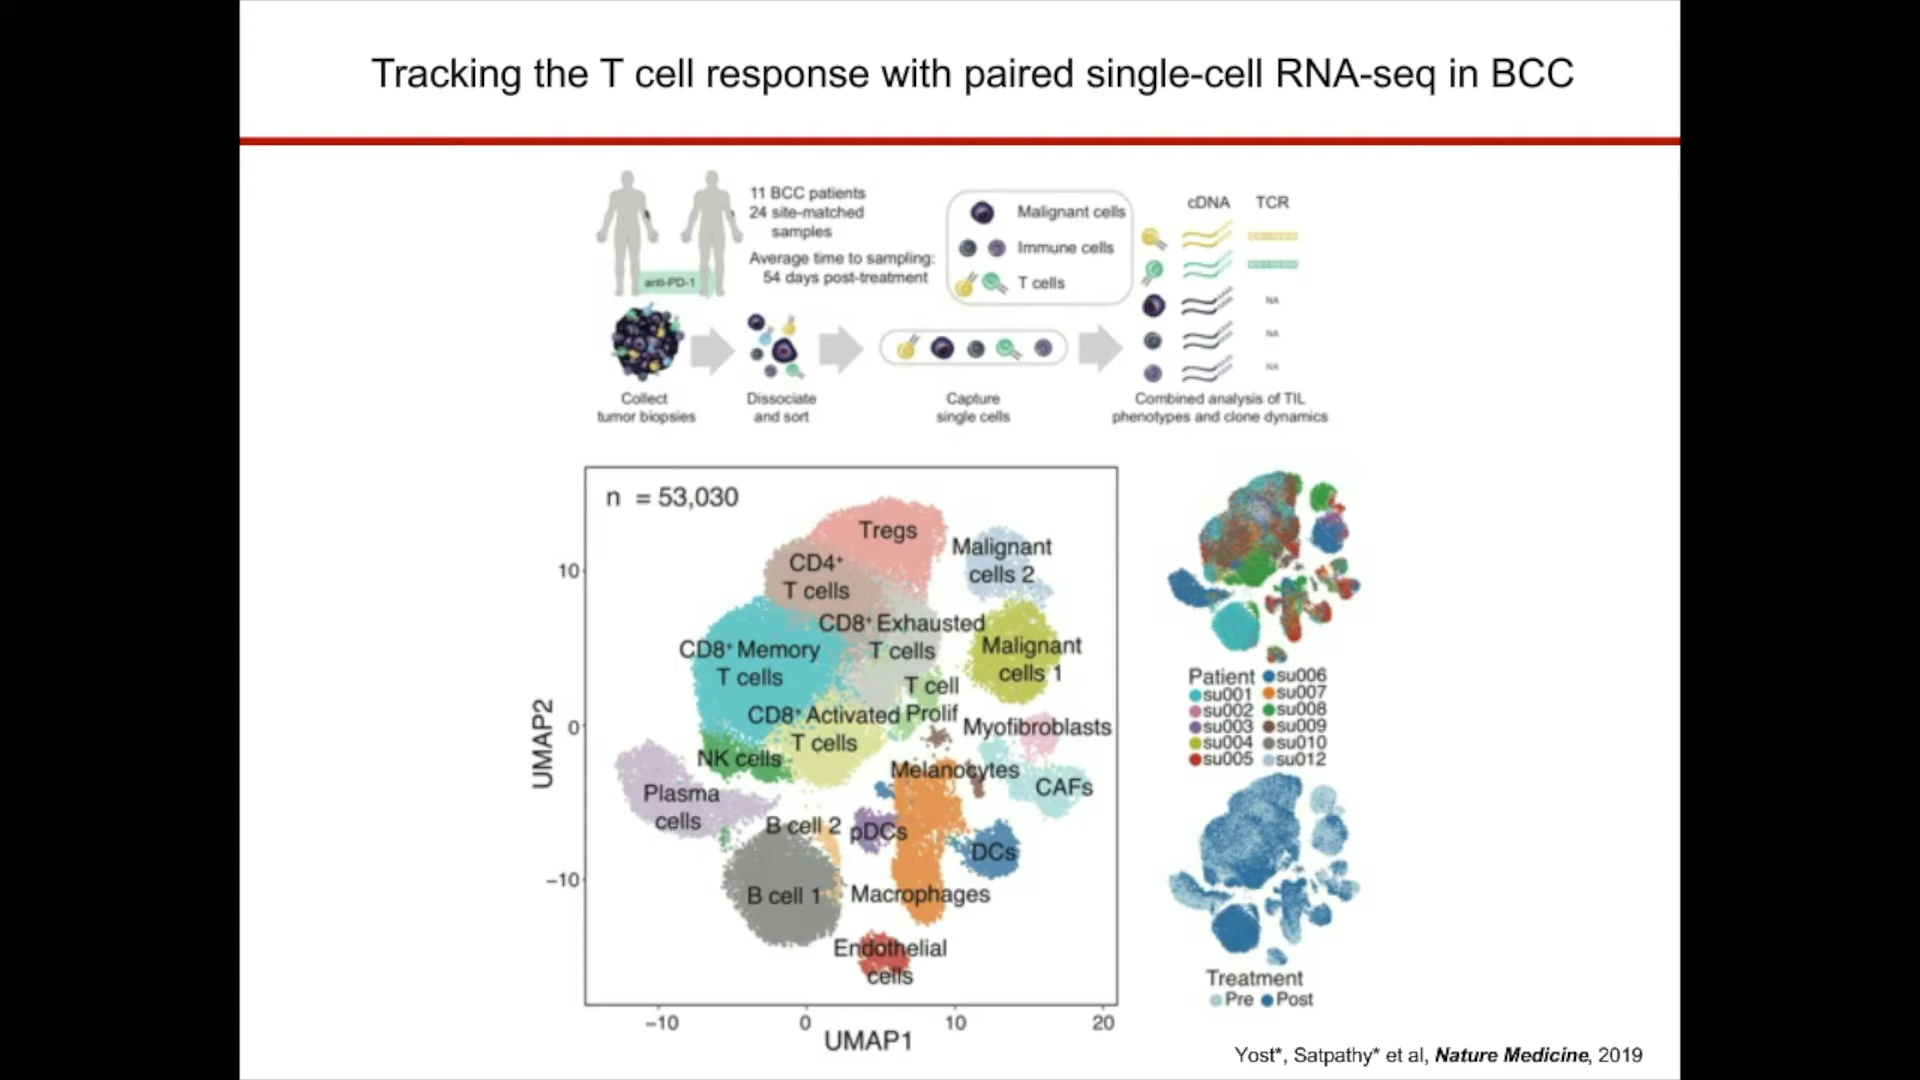 Tracking the T cell response with paired single-cell RNA-seq in BCC
11 BCC patients
24 site-matched
samples
Average time to sampling:
54 days post-treatment
anti-PD-1
Malignant cells
Immune cells
T cells
cDNA TCR
NA
NA
NA
Collect
tumor biopsies
Dissociate
and sort
Capture
single cells
Combined analysis of TIL
phenotypes and clone dynamics
n = 53,030
Tregs
CD4+
T cells
Malignant
cells 2
CD8+ Exhausted
T cells
CD8+ Memory
T cells
Malignant
cells 1
T cell
Prolif
CD8+ Activated
T cells
Myofibroblasts
NK cells
Melanocytes
CAFs
Plasma
cells
B cell 2
pDCs
DCs
B cell 1
Macrophages
Endothelial
cells
10
0
−10
UMAP2
−10
0
10
20
UMAP1
Patient
su001
su002
su003
su004
su005
su006
su007
su008
su009
su010
su012
Treatment
Pre Post
Yost*, Satpathy* et al, Nature Medicine, 2019